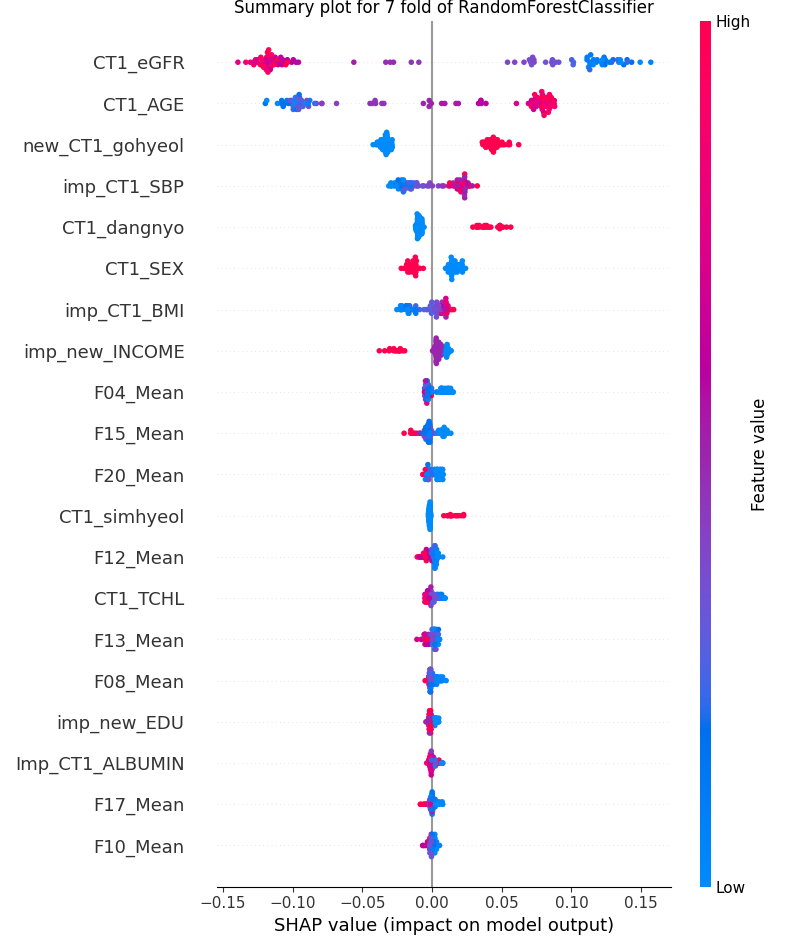 Summary plot for 7 fold of RandomForestClassifier
High
CT1_eGFR
CT1_AGE
new_CT1_gohyeol
imp_CT1_SBP
CT1_dangnyo
CT1_SEX
imp_CT1_BMI
imp_new_INCOME
F04_Mean
F15_Mean
F20_Mean
CT1_simhyeol
F12_Mean
CT1_TCHL
F13_Mean
F08_Mean
imp_new_EDU
Imp_CT1_ALBUMIN
F17_Mean
F10_Mean
Feature value
Low
−0.15 −0.10 −0.05 0.00 0.05 0.10 0.15
SHAP value (impact on model output)